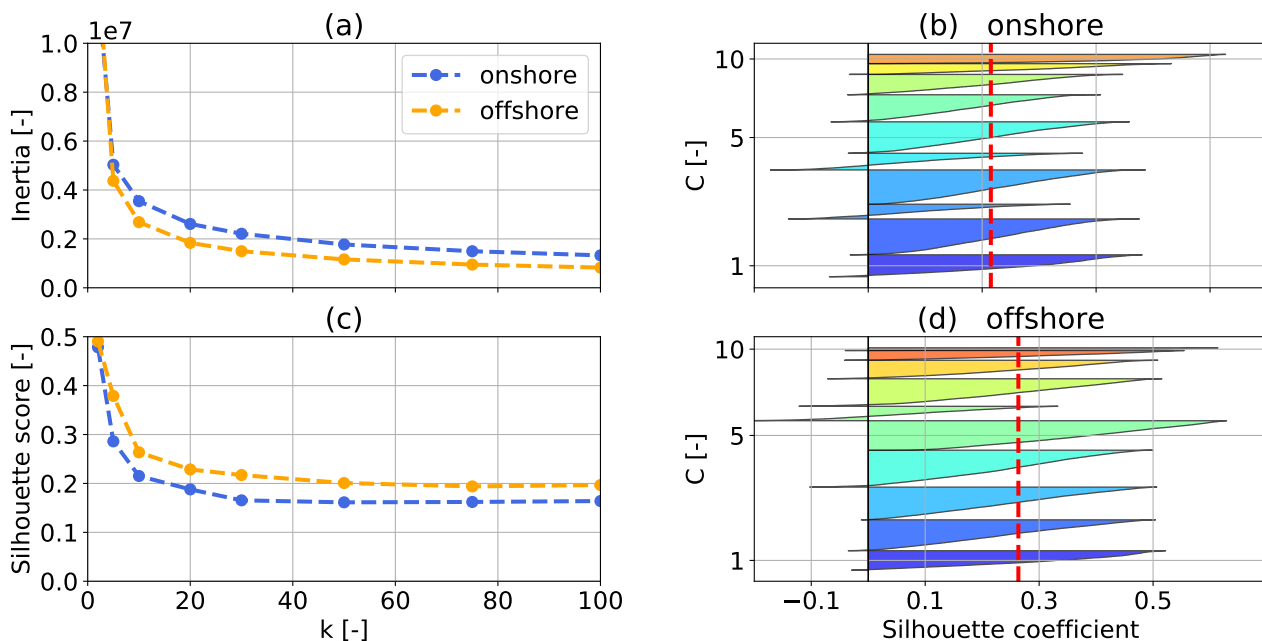 (a)
1e7
1.0
0.8
0.6
0.4
0.2
0.0
Inertia [-]
onshore
offshore
(b) onshore
10
5
1
C [-]
(c)
0.5
0.4
0.3
0.2
0.1
0.0
Silhouette score [-]
0 20 40 60 80 100
k [-]
(d) offshore
10
5
1
C [-]
−0.1 0.1 0.3 0.5
Silhouette coefficient